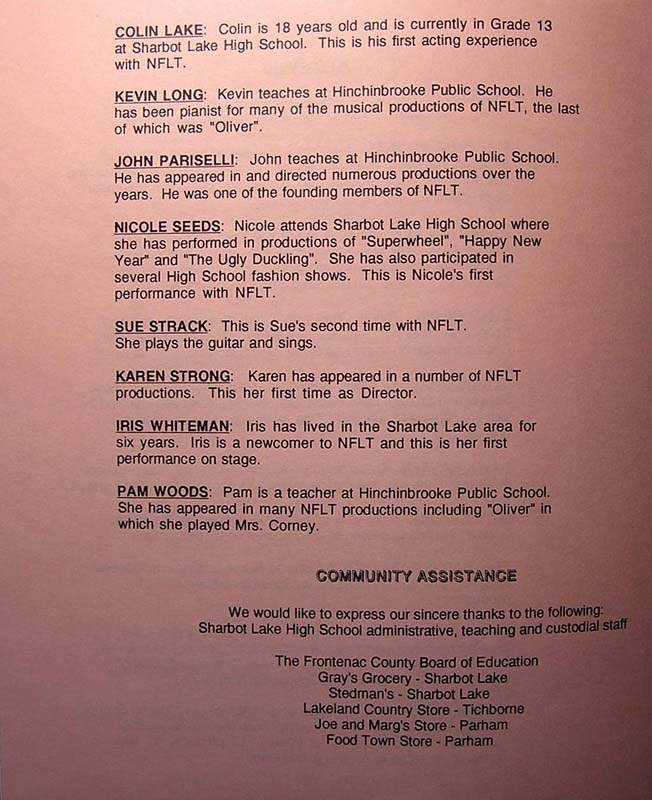 COLIN LAKE: Colin is 18 years old and is currently in Grade 13
at Sharbot Lake High School. This is his first acting experience
with NFLT.
KEVIN LONG: Kevin teaches at Hinchinbrooke Public School. He
has been pianist for many of the musical productions of NFLT, the last
of which was "Oliver".
JOHN PARISELLI: John teaches at Hinchinbrooke Public School.
He has appeared in and directed numerous productions over the
years. He was one of the founding members of NFLT.
NICOLE SEEDS: Nicole attends Sharbot Lake High School where
she has performed in productions of "Superwheel", "Happy New
Year" and "The Ugly Duckling". She has also participated in
several High School fashion shows. This is Nicole's first
performance with NFLT.
SUE STRACK: This is Sue's second time with NFLT.
She plays the guitar and sings.
KAREN STRONG: Karen has appeared in a number of NFLT
productions. This her first time as Director.
IRIS WHITEMAN: Iris has lived in the Sharbot Lake area for
six years. Iris is a newcomer to NFLT and this is her first
performance on stage.
PAM WOODS: Pam is a teacher at Hinchinbrooke Public School.
She has appeared in many NFLT productions including "Oliver" in
which she played Mrs. Corney.
COMMUNITY ASSISTANCE
We would like to express our sincere thanks to the following:
Sharbot Lake High School administrative, teaching and custodial staff
The Frontenac County Board of Education
Gray's Grocery - Sharbot Lake
Stedman's - Sharbot Lake
Lakeland Country Store - Tichborne
Joe and Marg's Store - Parham
Food Town Store - Parham